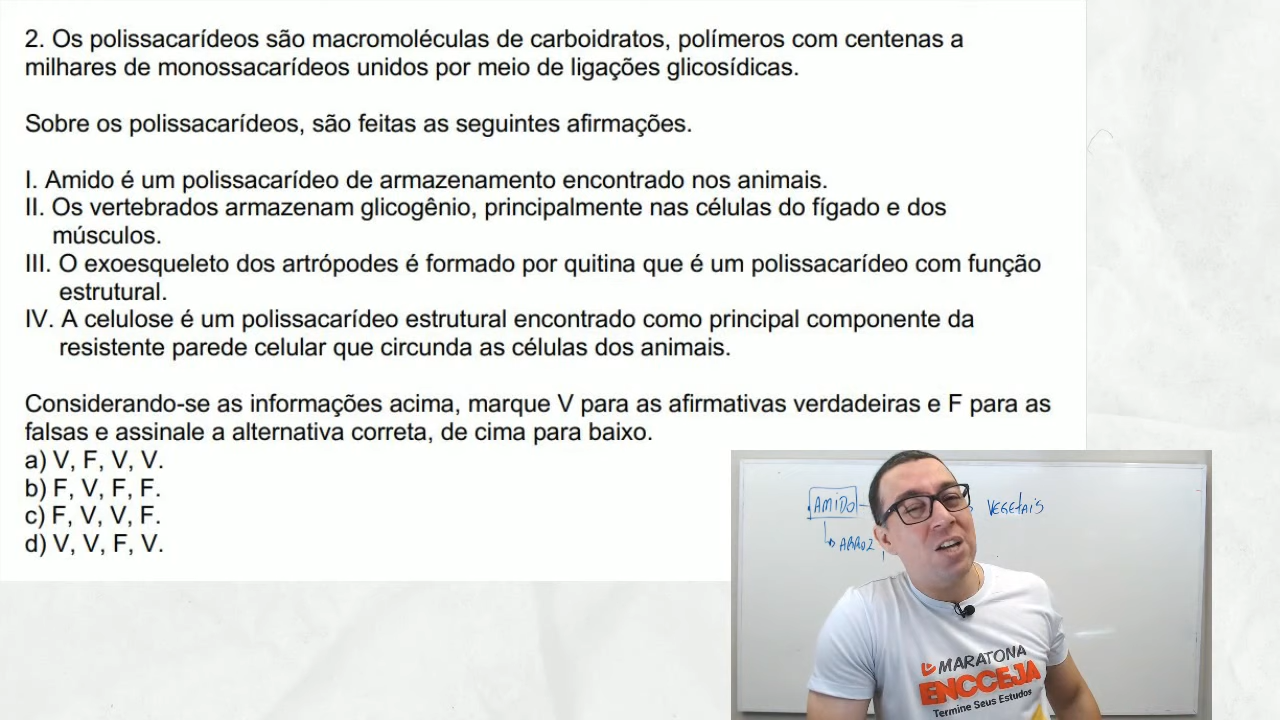 2. Os polissacarídeos são macromoléculas de carboidratos, polímeros com centenas a
milhares de monossacarídeos unidos por meio de ligações glicosídicas.
Sobre os polissacarídeos, são feitas as seguintes afirmações.
I. Amido é um polissacarídeo de armazenamento encontrado nos animais.
II. Os vertebrados armazenam glicogênio, principalmente nas células do fígado e dos
músculos.
III. O exoesqueleto dos artrópodes é formado por quitina que é um polissacarídeo com função
estrutural.
IV. A celulose é um polissacarídeo estrutural encontrado como principal componente da
resistente parede celular que circunda as células dos animais.
Considerando-se as informações acima, marque V para as afirmativas verdadeiras e F para as
falsas e assinale a alternativa correta, de cima para baixo.
a) V, F, V, V.
b) F, V, F, F.
c) F, V, V, F.
d) V, V, F, V.
AMIDO VEGETAIS
ARROZ
MARATONA
ENCCEJA
Termine Seus Estudos